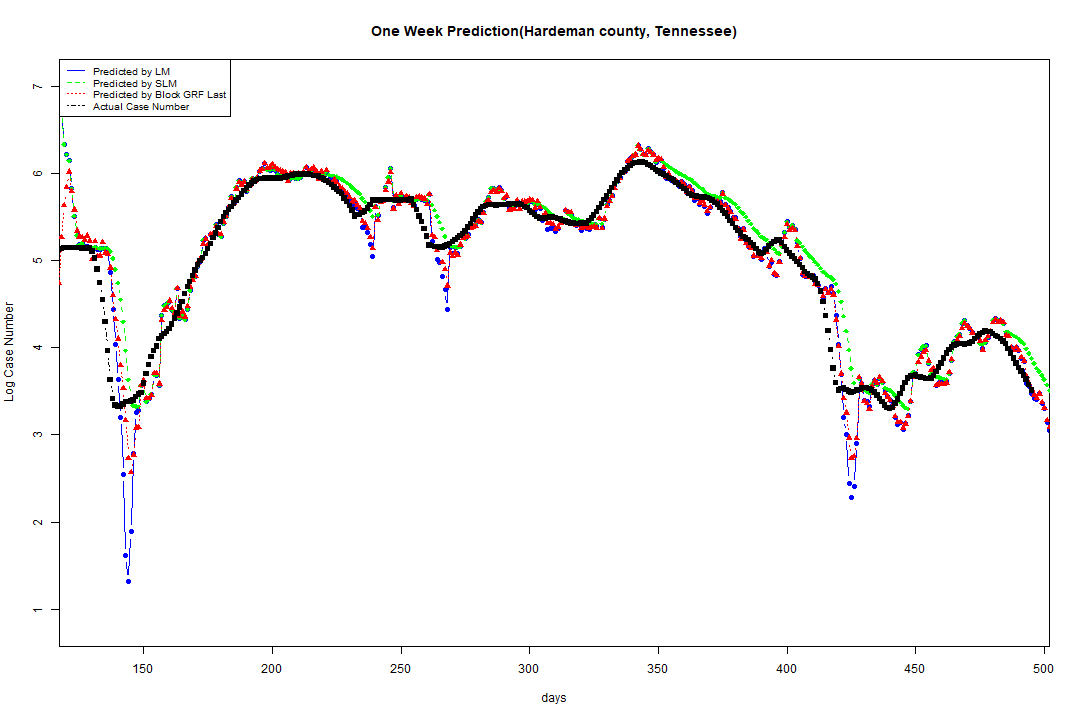 One Week Prediction(Hardeman county, Tennessee)
Predicted by LM
Predicted by SLM
Predicted by Block GRF Last
Actual Case Number
Log Case Number
7
6
5
4
3
2
1
150 200 250 300 350 400 450 500
days